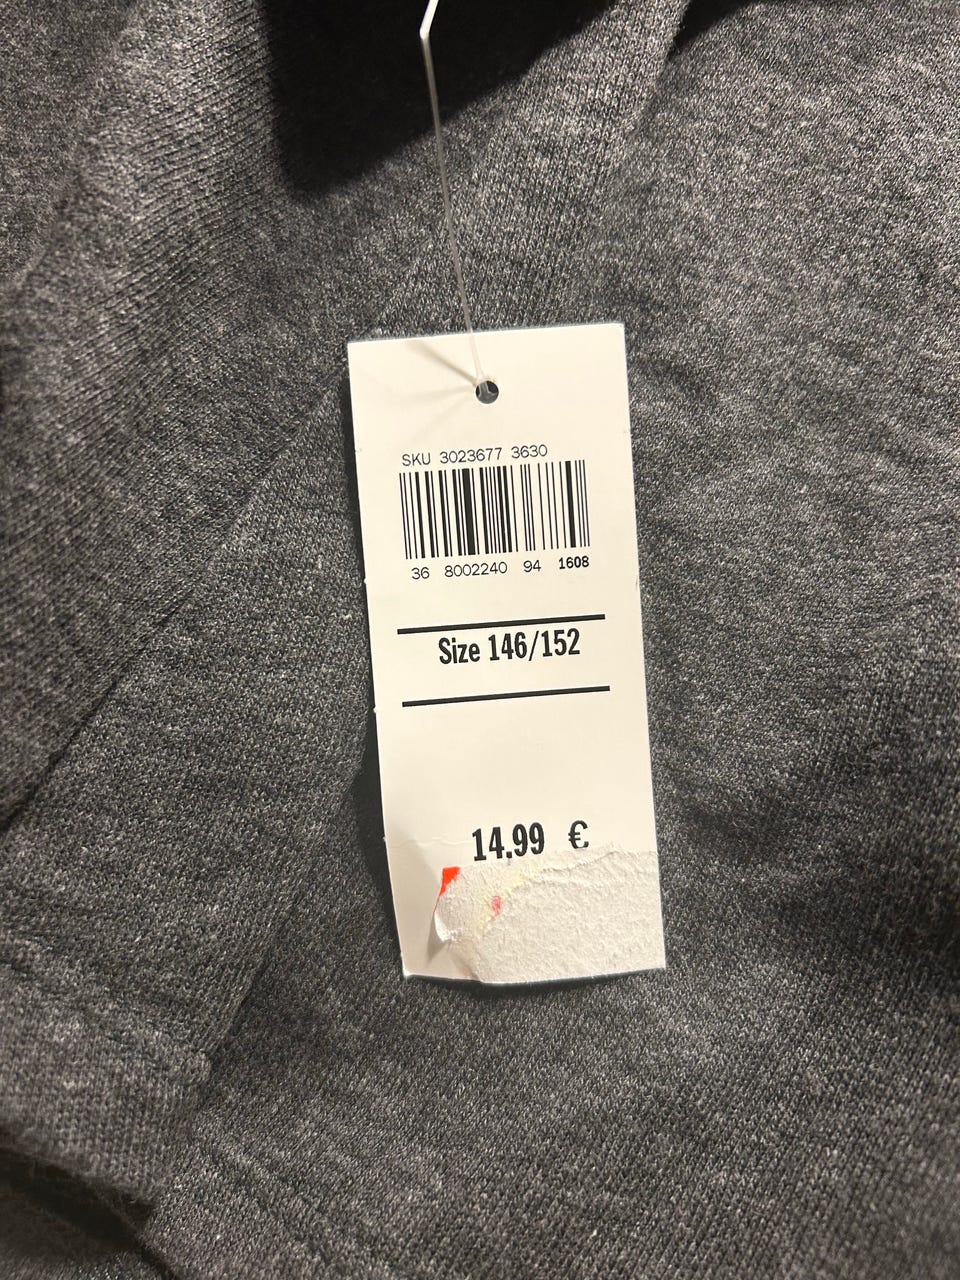 SKU 3023677 3630
36 8002240 94 1608
Size 146/152
14.99 €